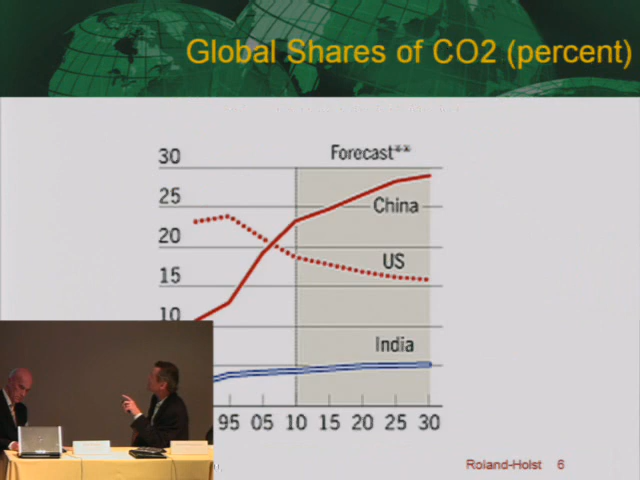 Global Shares of CO2 (percent)
Forecast**
30
25
China
20
US
15
10
India
95 05 10 15 20 25 30
Roland-Holst 6